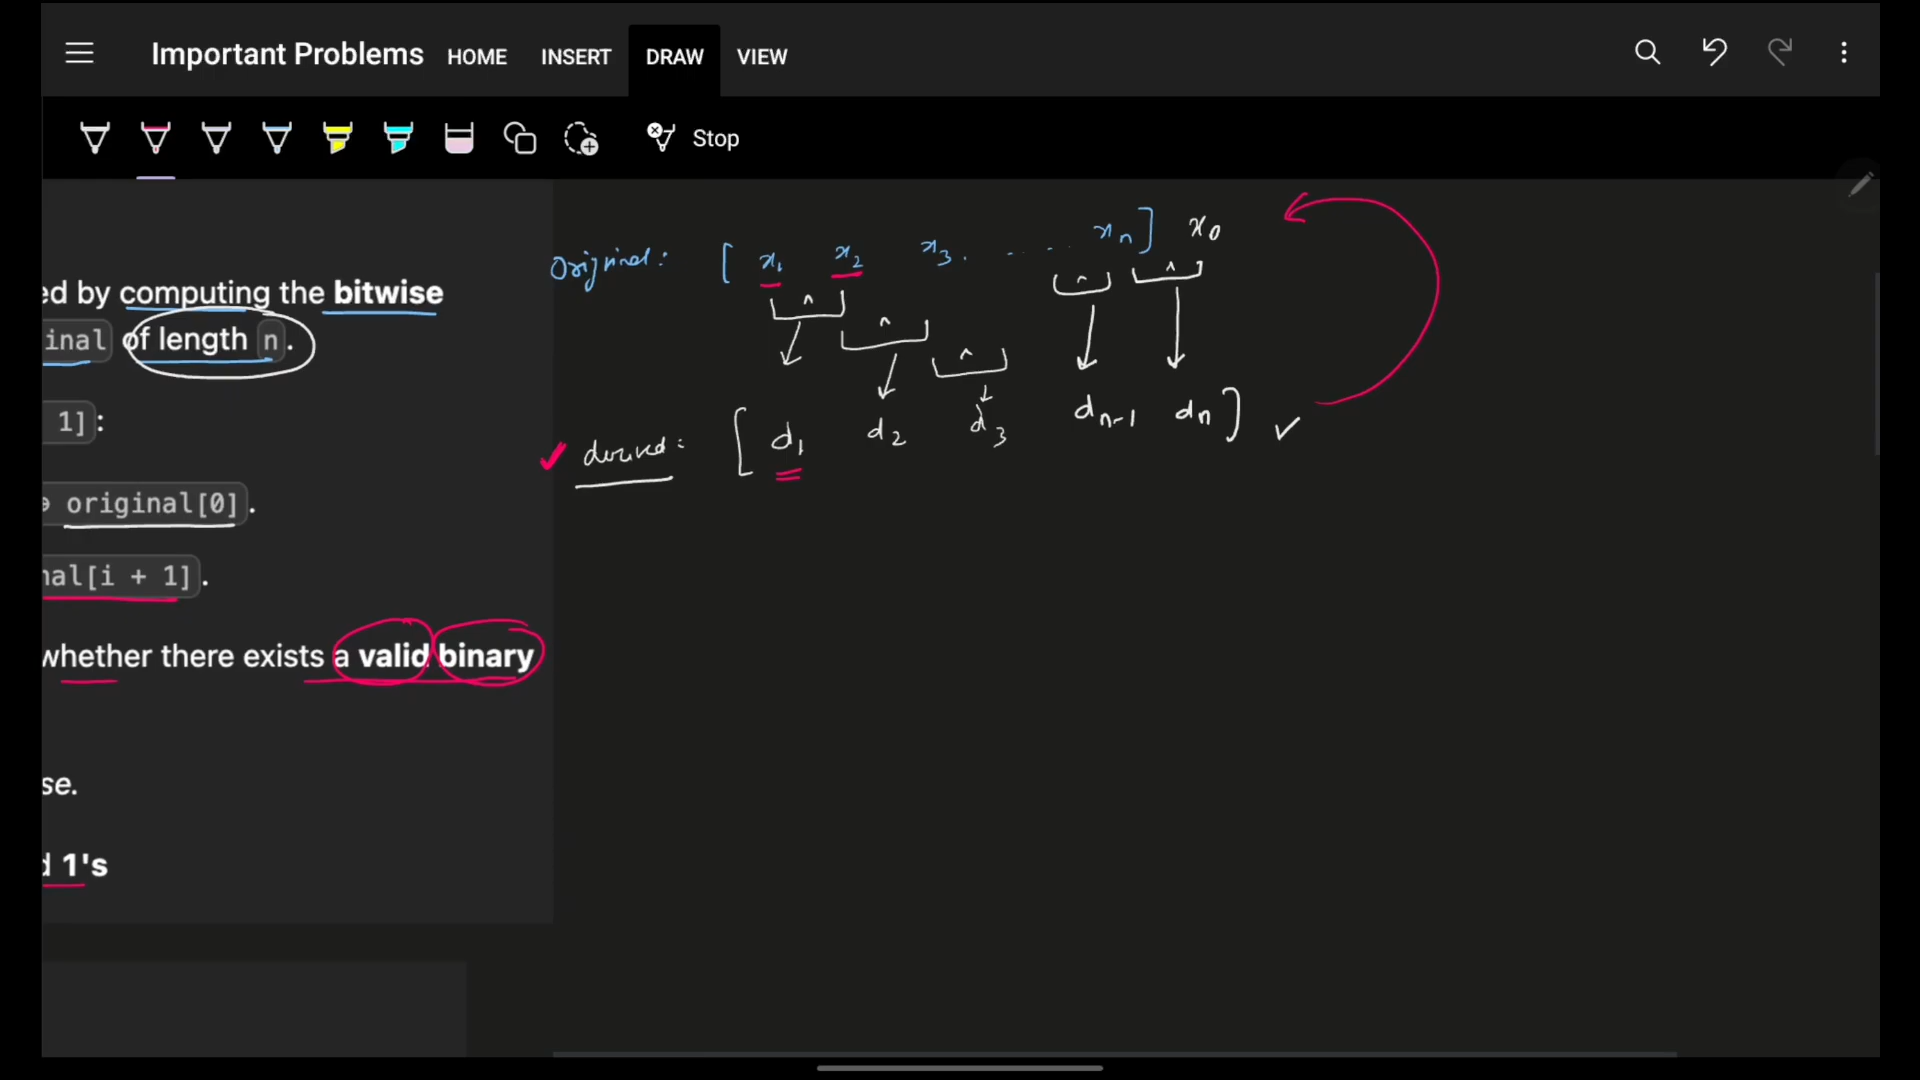 Important Problems HOME INSERT DRAW VIEW
Stop
ed by computing the bitwise
inal of length n.
1]:
original[0].
nal[i + 1].
whether there exists a valid binary
se.
d 1's
Original: [ x1 x2 x3. ..... xn] x0
^ ^ ^ ^ ^
✓ derived: [ d1 d2 d3 dn-1 dn] ✓